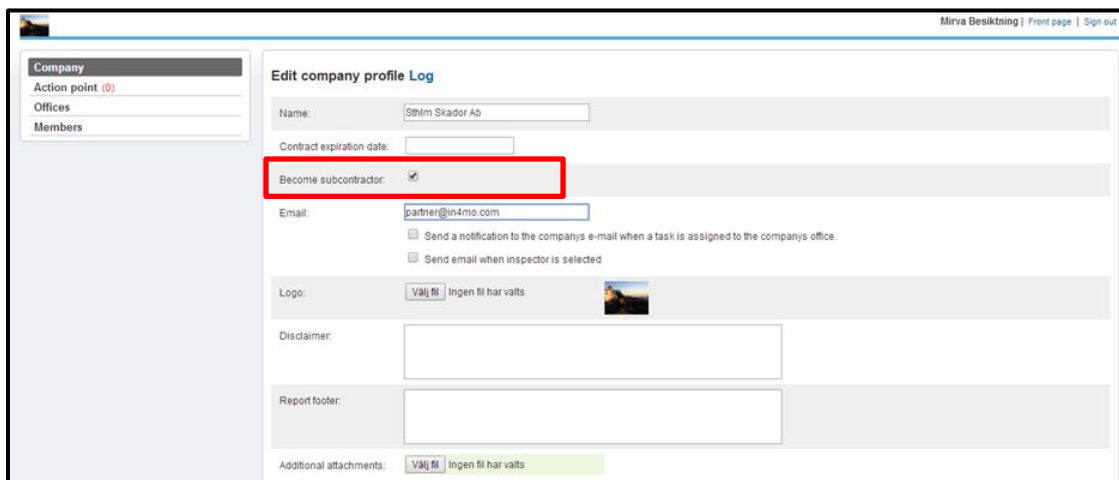 Mirva Besiktning | Front page | Sign out
Company
Action point (0)
Offices
Members
Edit company profile Log
Name: Sthlm Skador Ab
Contract expiration date:
Become subcontractor:
Email: partner@in4mo.com
Send a notification to the companys e-mail when a task is assigned to the companys office.
Send email when inspector is selected
Logo: Välj fil Ingen fil har valts
Disclaimer:
Report footer:
Additional attachments: Välj fil Ingen fil har valts